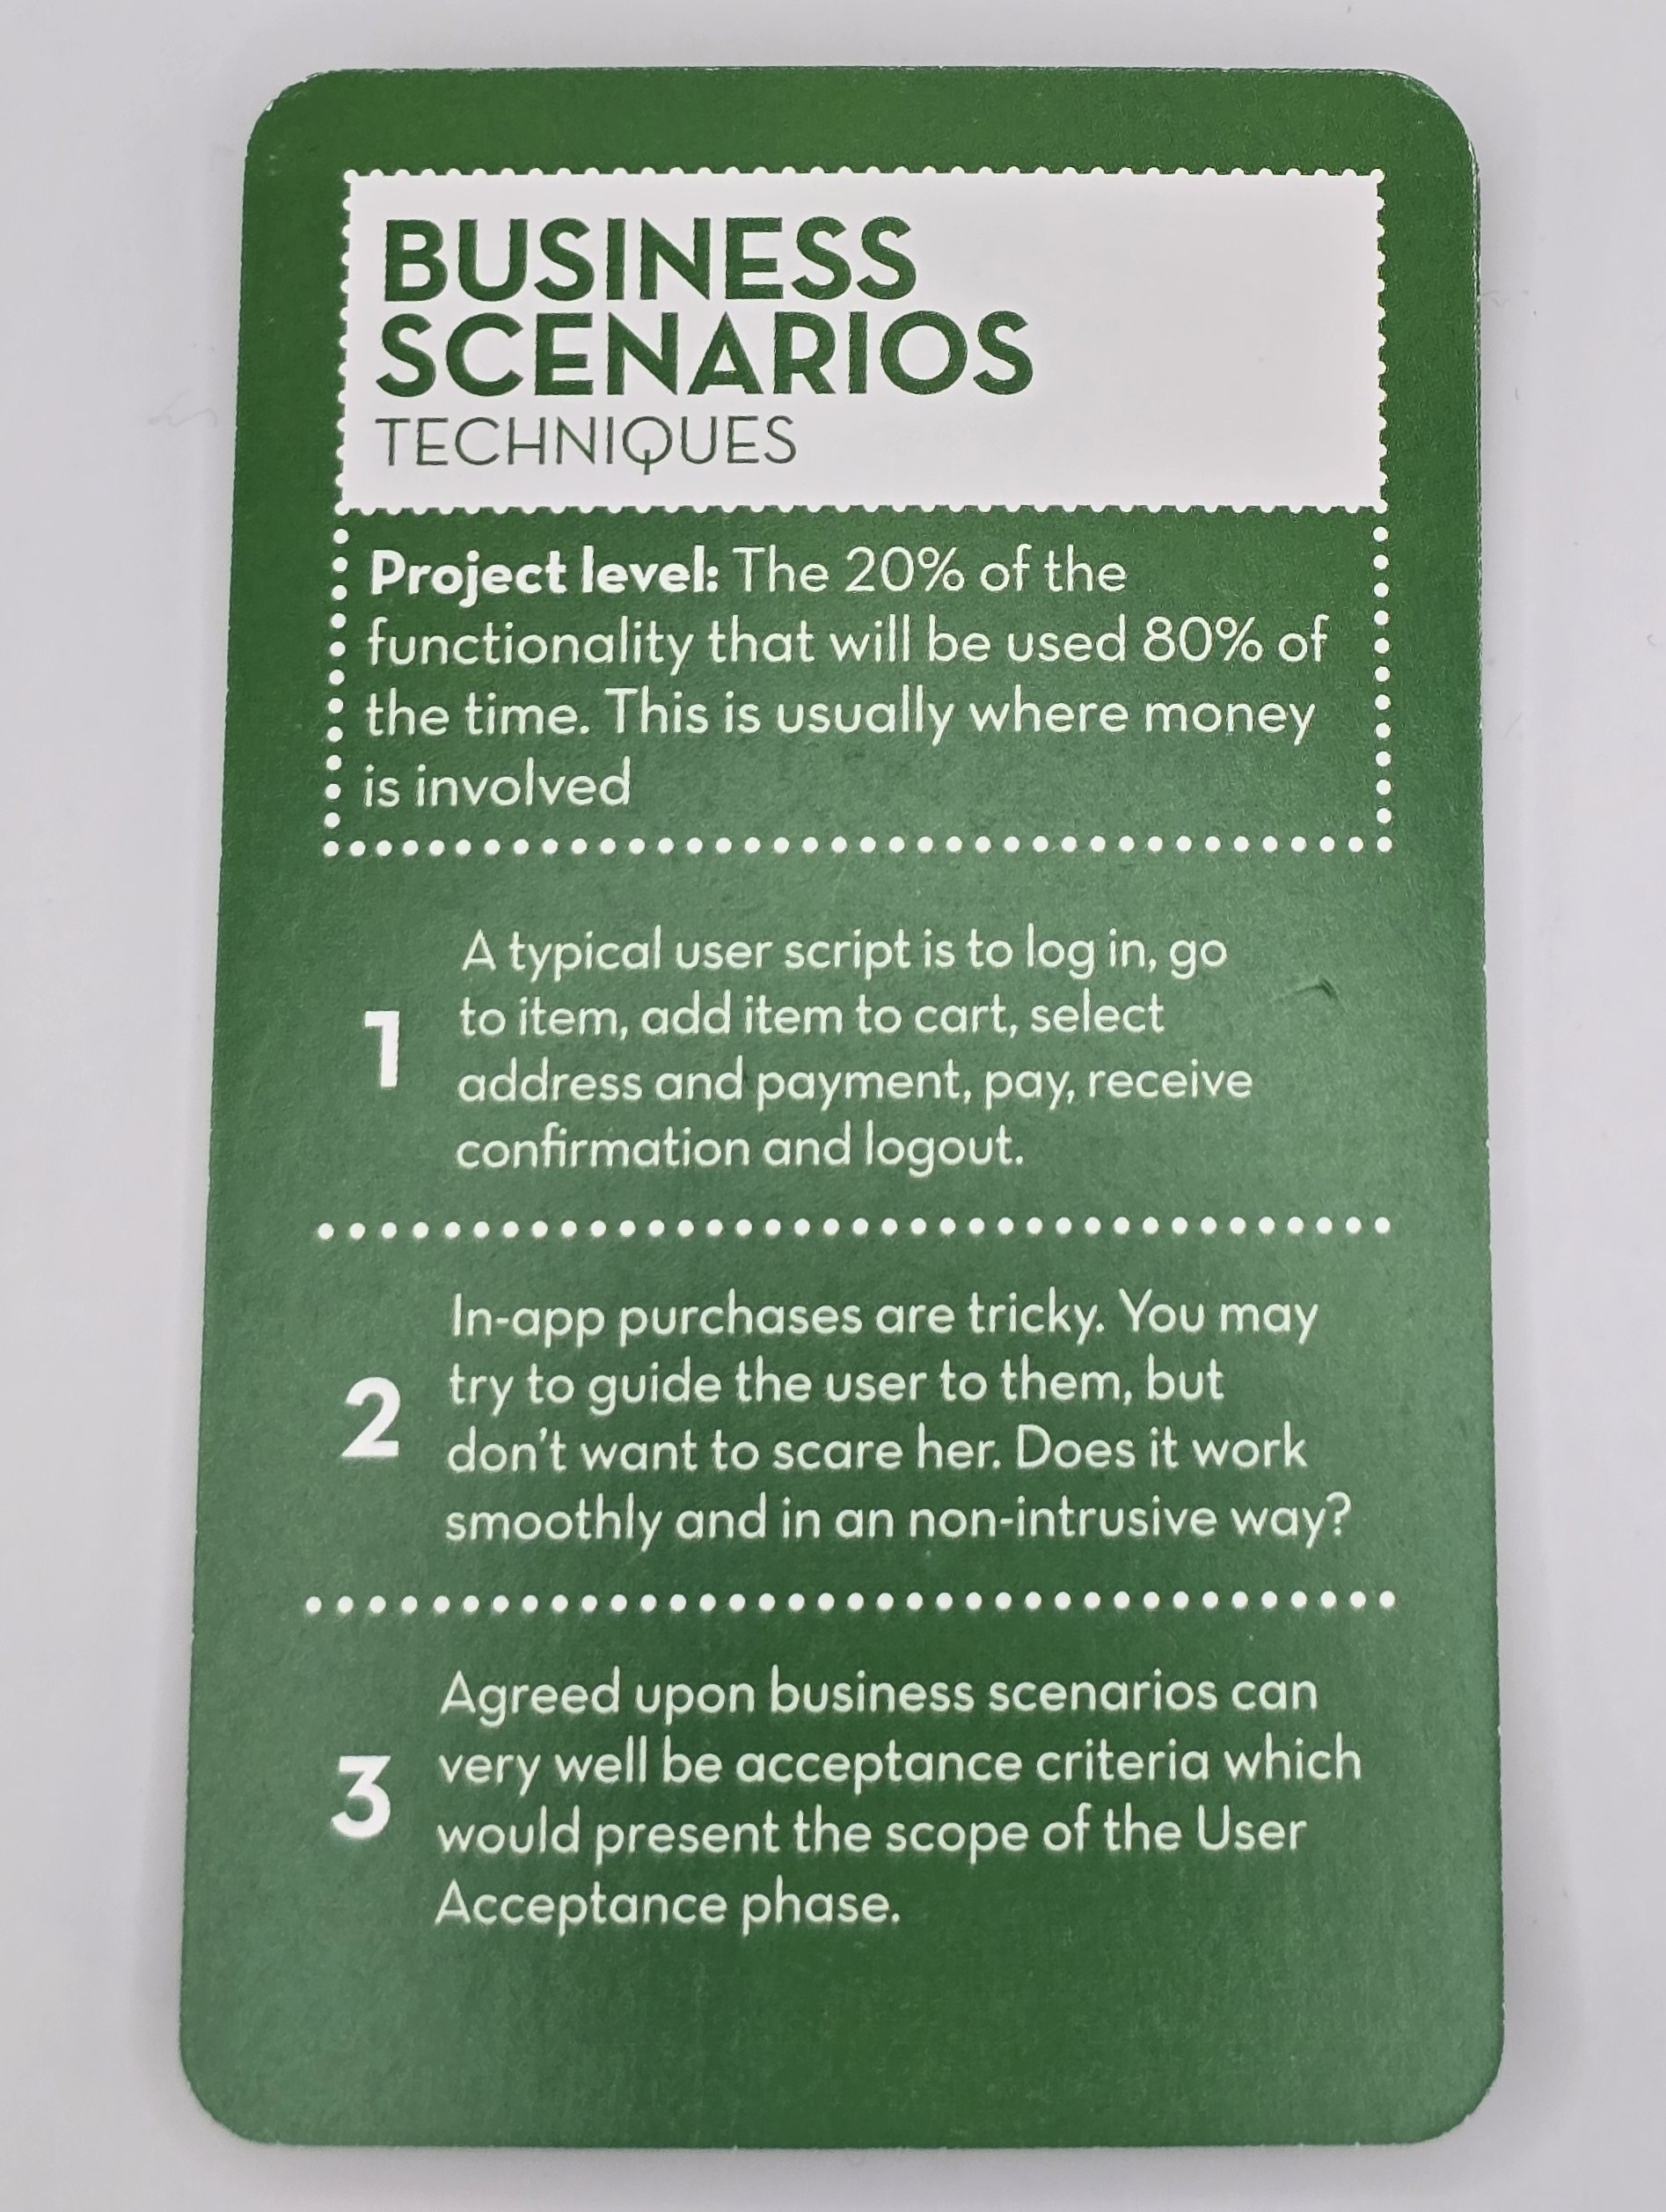 BUSINESS
SCENARIOS
TECHNIQUES
Project level: The 20% of the
functionality that will be used 80% of
the time. This is usually where money
is involved
1
A typical user script is to log in, go
to item, add item to cart, select
address and payment, pay, receive
confirmation and logout.
2
In-app purchases are tricky. You may
try to guide the user to them, but
don't want to scare her. Does it work
smoothly and in an non-intrusive way?
3
Agreed upon business scenarios can
very well be acceptance criteria which
would present the scope of the User
Acceptance phase.